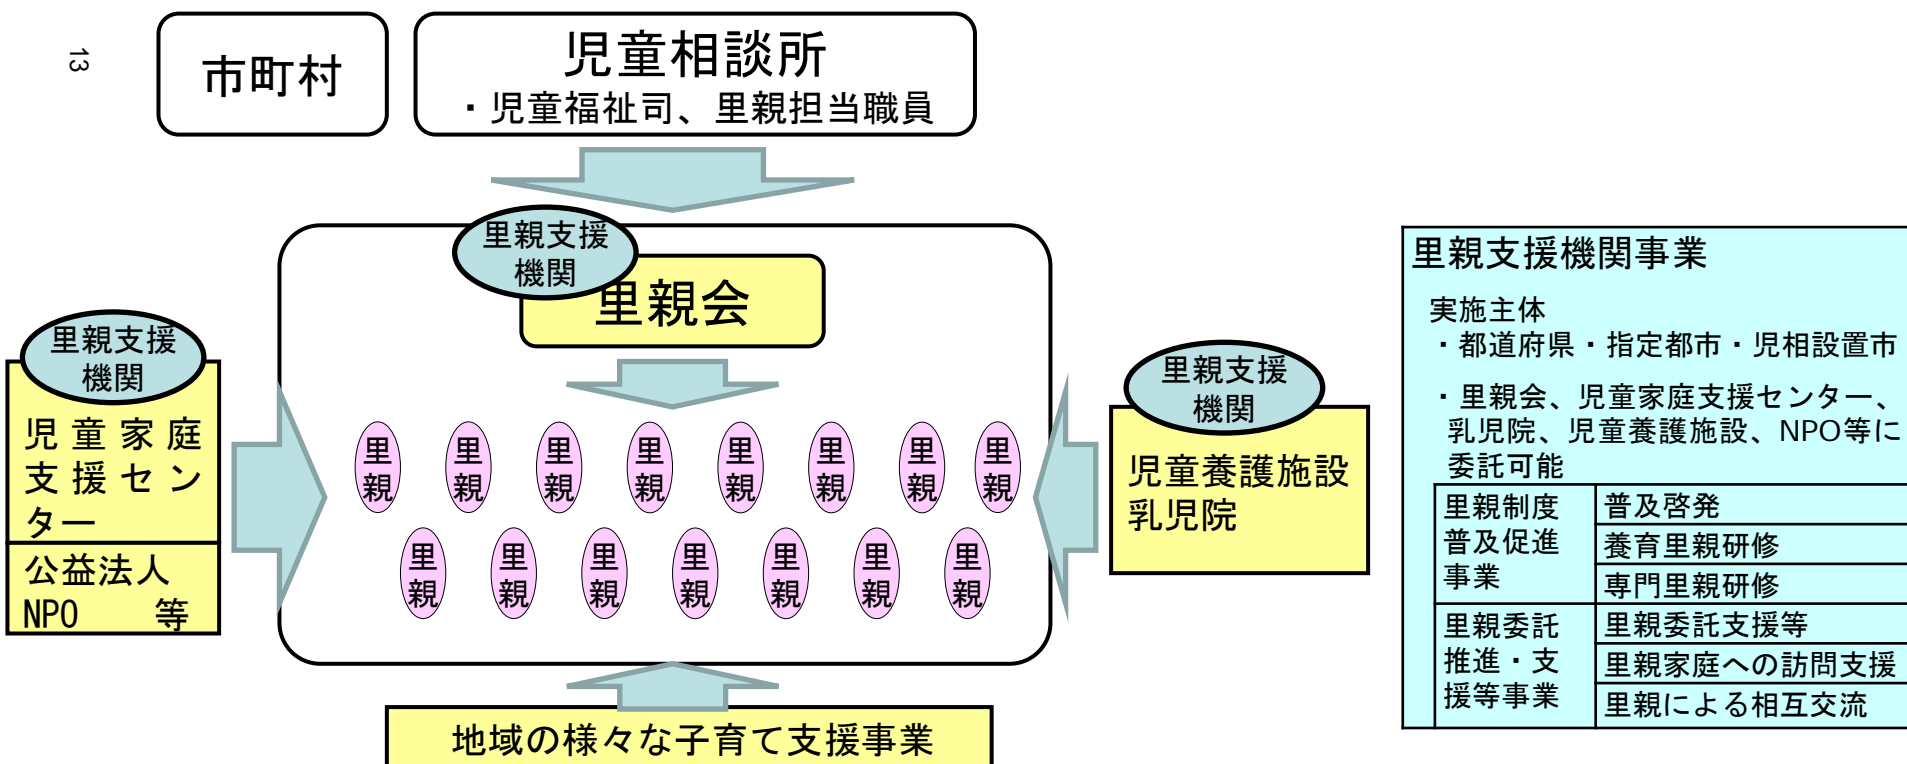 13
市町村
児童相談所
・児童福祉司、里親担当職員
里親支援
機関
里親会
里親支援
機関
児童家庭
支援セン
ター
公益法人
NPO 等
里親 里親 里親 里親 里親 里親 里親 里親
里親 里親 里親 里親 里親 里親 里親
里親支援
機関
児童養護施設
乳児院
地域の様々な子育て支援事業
里親支援機関事業
実施主体
・都道府県・指定都市・児相設置市
・里親会、児童家庭支援センター、
乳児院、児童養護施設、NPO等に
委託可能
里親制度
普及促進
事業
普及啓発
養育里親研修
専門里親研修
里親委託
推進・支
援等事業
里親委託支援等
里親家庭への訪問支援
里親による相互交流